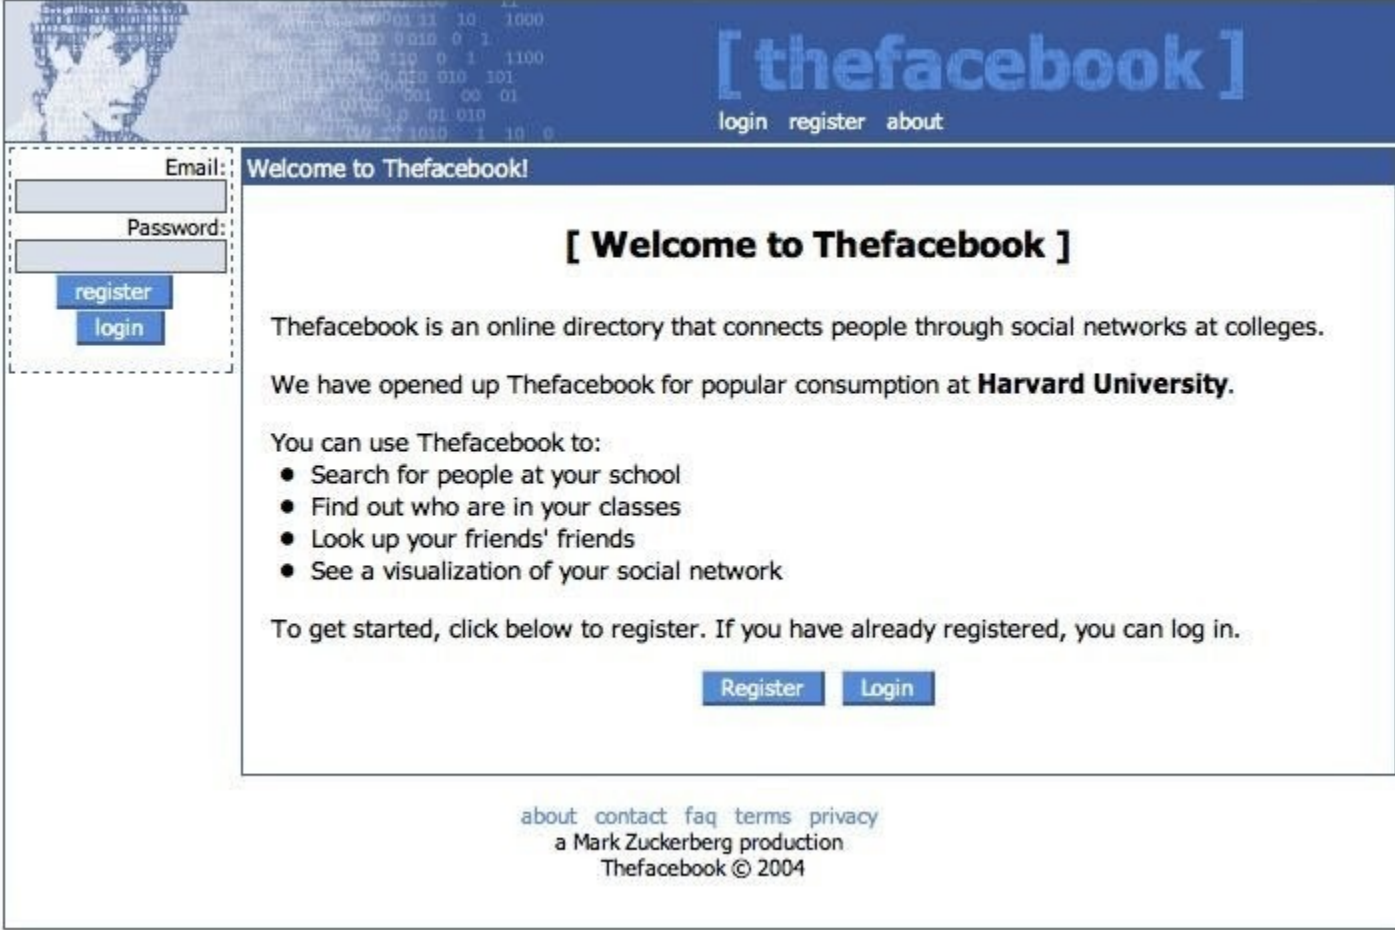 [ thefacebook ]
login register about
Email:
Password:
register
login
Welcome to Thefacebook!
[ Welcome to Thefacebook ]
Thefacebook is an online directory that connects people through social networks at colleges.
We have opened up Thefacebook for popular consumption at Harvard University.
You can use Thefacebook to:
• Search for people at your school
• Find out who are in your classes
• Look up your friends' friends
• See a visualization of your social network
To get started, click below to register. If you have already registered, you can log in.
Register Login
about contact faq terms privacy
a Mark Zuckerberg production
Thefacebook © 2004